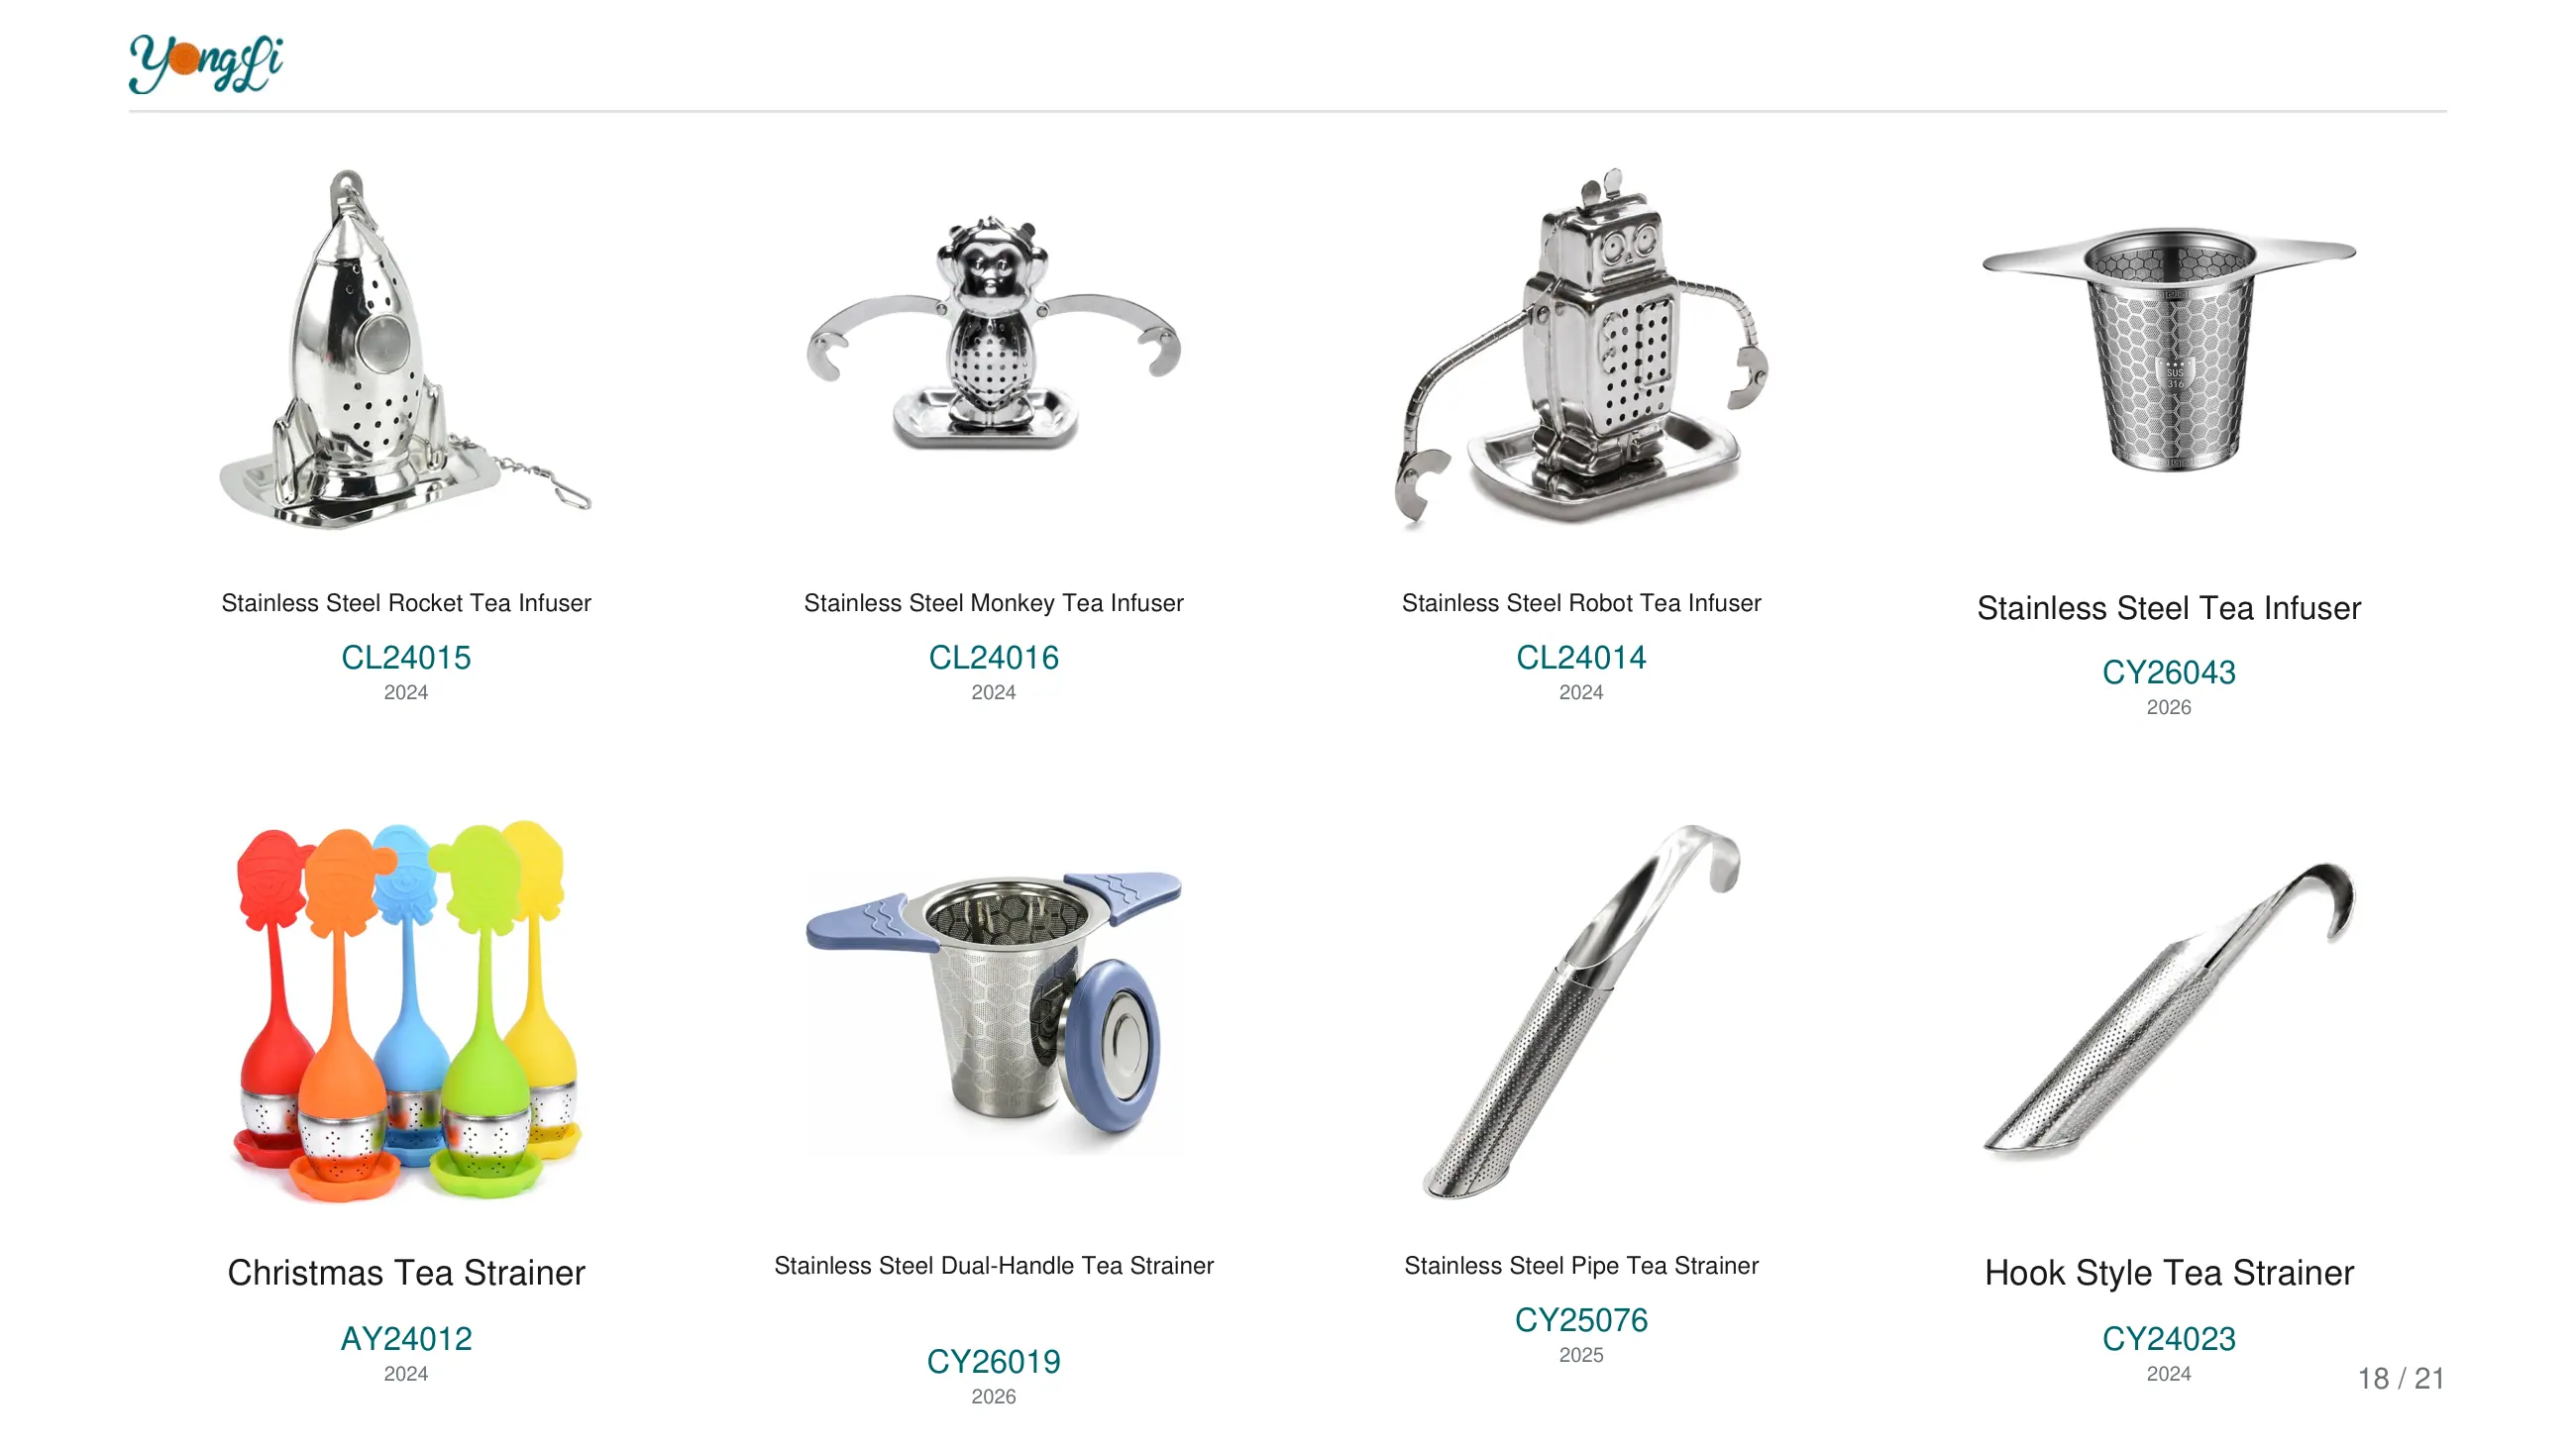 YongLi
SUS
316
Stainless Steel Rocket Tea Infuser
CL24015
2024
Stainless Steel Monkey Tea Infuser
CL24016
2024
Stainless Steel Robot Tea Infuser
CL24014
2024
Stainless Steel Tea Infuser
CY26043
2026
Christmas Tea Strainer
AY24012
2024
Stainless Steel Dual-Handle Tea Strainer
CY26019
2026
Stainless Steel Pipe Tea Strainer
CY25076
2025
Hook Style Tea Strainer
CY24023
2024
18 / 21